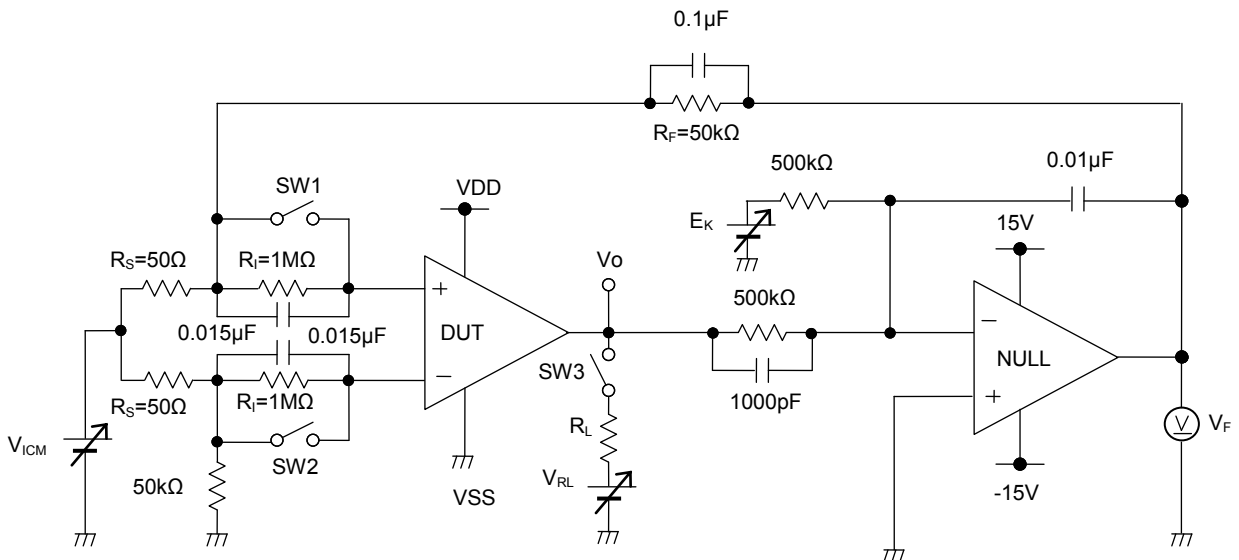 0.1µF
RF=50kΩ
500kΩ
0.01µF
SW1
VDD
EK
15V
RS=50Ω
RI=1MΩ
Vo
500kΩ
+
0.015µF
0.015µF
DUT
−
NULL
SW3
−
+
RS=50Ω
RI=1MΩ
1000pF
VICM
SW2
RL
V
VF
50kΩ
VSS
VRL
-15V